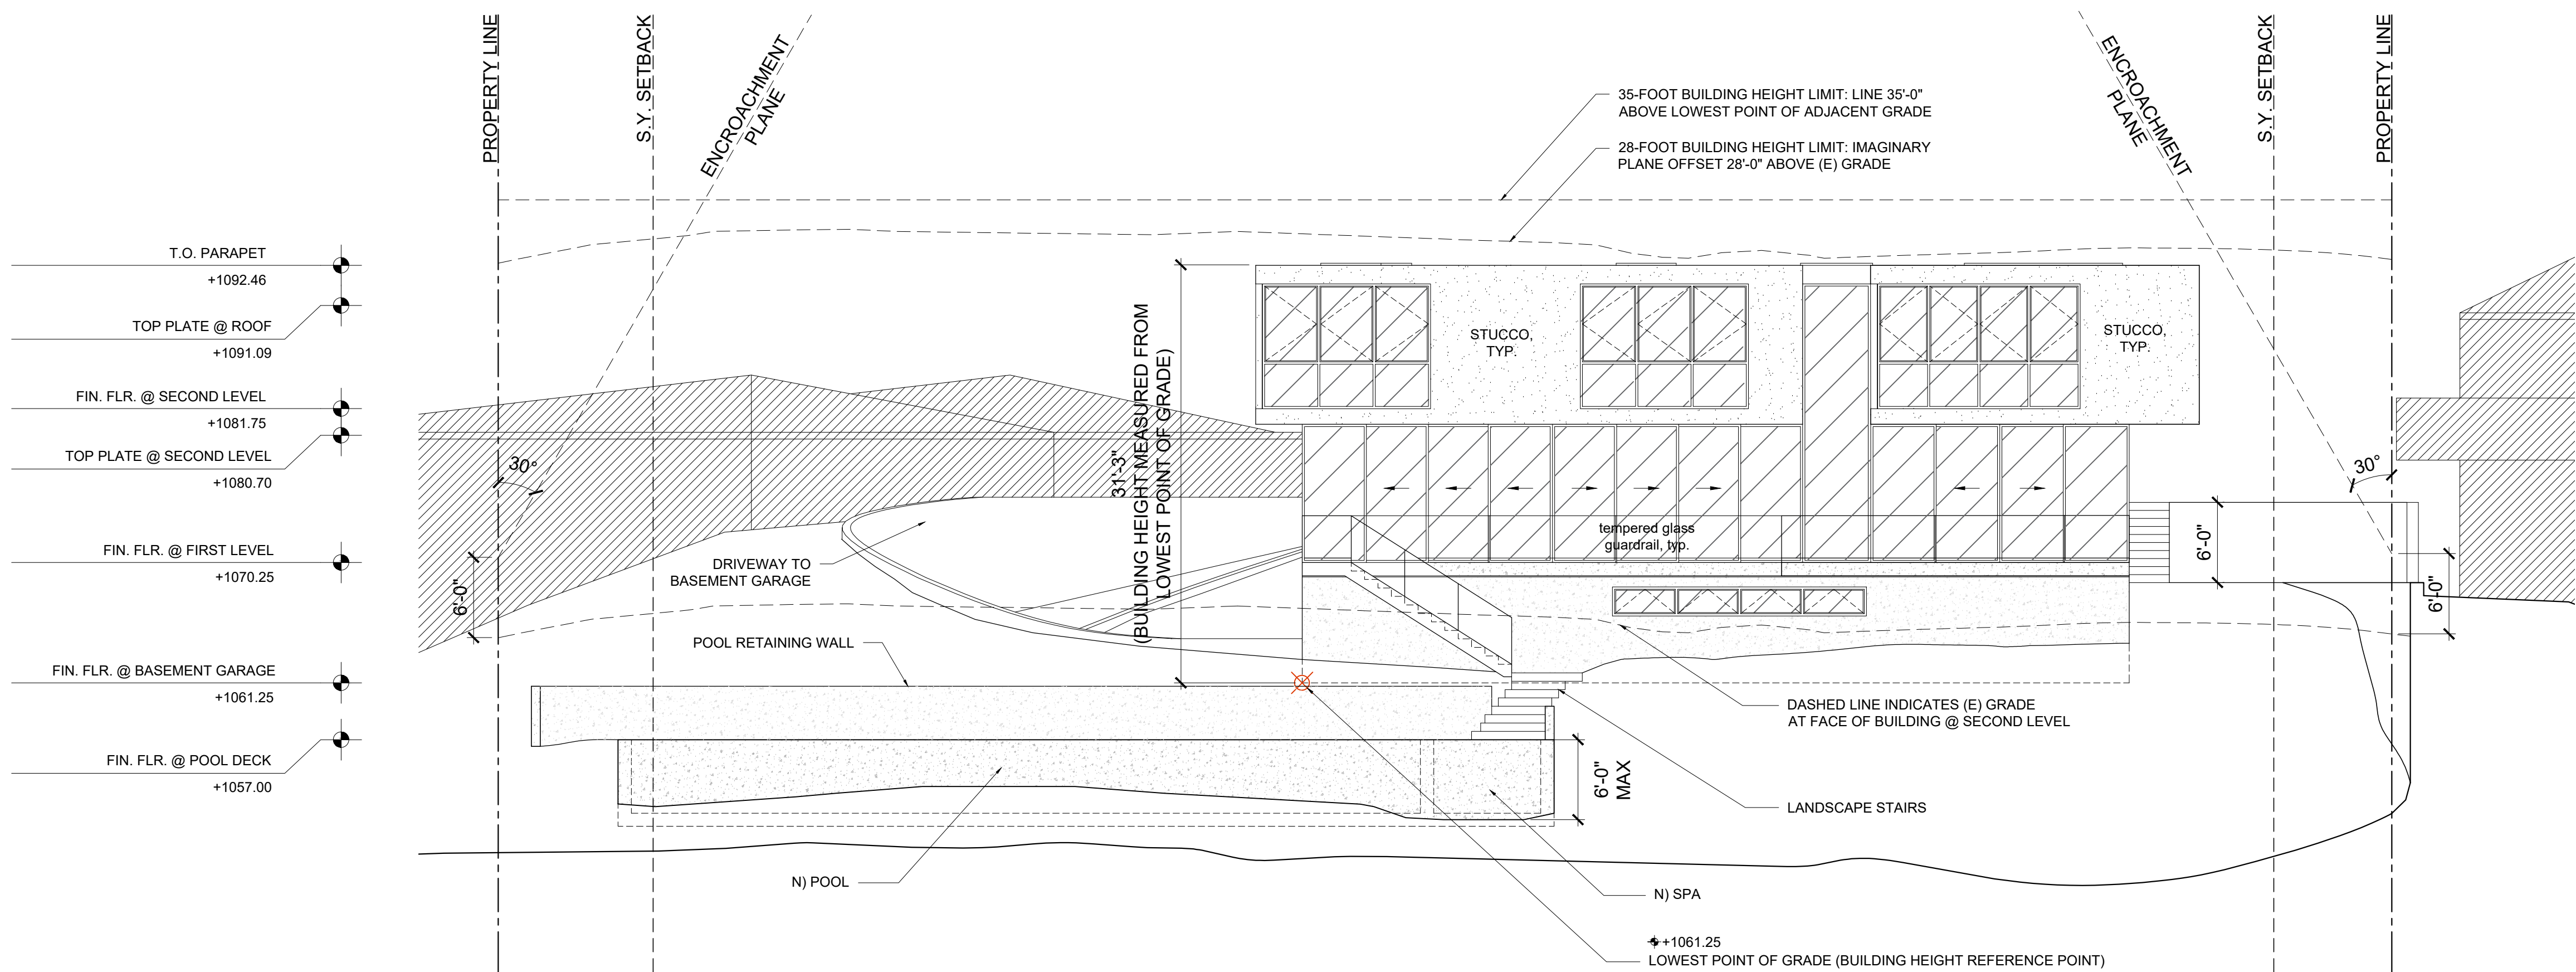 PROPERTY LINE
S.Y. SETBACK
ENCROACHMENT
PLANE
ENCROACHMENT
PLANE
S.Y. SETBACK
PROPERTY LINE
35-FOOT BUILDING HEIGHT LIMIT: LINE 35'-0"
ABOVE LOWEST POINT OF ADJACENT GRADE
28-FOOT BUILDING HEIGHT LIMIT: IMAGINARY
PLANE OFFSET 28'-0" ABOVE (E) GRADE
T.O. PARAPET
+1092.46
TOP PLATE @ ROOF
+1091.09
FIN. FLR. @ SECOND LEVEL
+1081.75
TOP PLATE @ SECOND LEVEL
+1080.70
FIN. FLR. @ FIRST LEVEL
+1070.25
FIN. FLR. @ BASEMENT GARAGE
+1061.25
FIN. FLR. @ POOL DECK
+1057.00
30°
6'-0"
31'-3"
(BUILDING HEIGHT MEASURED FROM
LOWEST POINT OF GRADE)
STUCCO,
TYP.
STUCCO,
TYP.
30°
tempered glass
guardrail, typ.
6'-0"
6'-0"
DRIVEWAY TO
BASEMENT GARAGE
POOL RETAINING WALL
DASHED LINE INDICATES (E) GRADE
AT FACE OF BUILDING @ SECOND LEVEL
6'-0"
MAX
LANDSCAPE STAIRS
N) POOL
N) SPA
+1061.25
LOWEST POINT OF GRADE (BUILDING HEIGHT REFERENCE POINT)